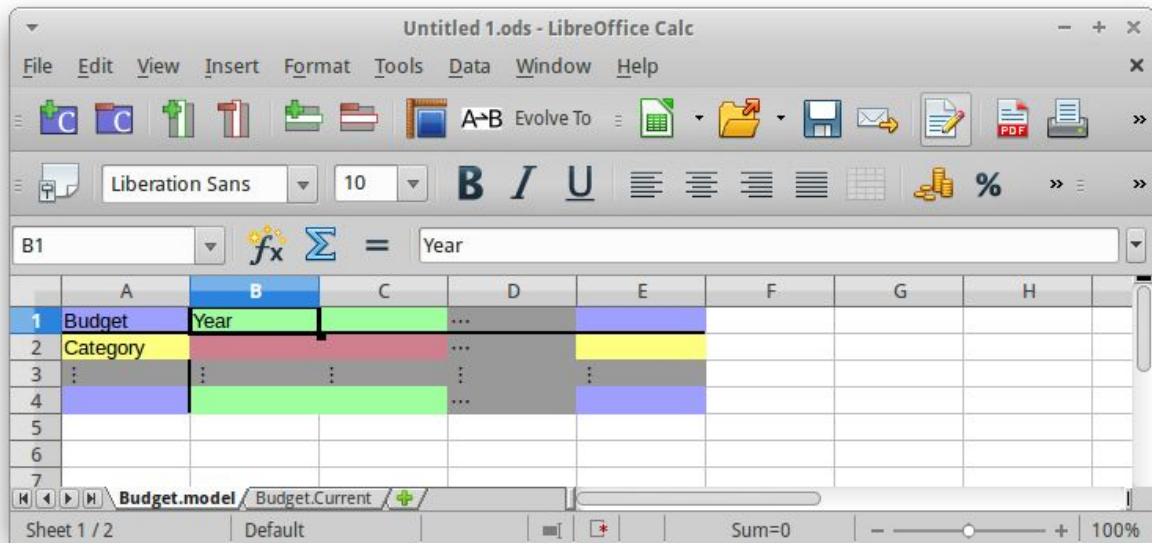 Untitled 1.ods - LibreOffice Calc
File Edit View Insert Format Tools Data Window Help
C C A→B Evolve To PDF »
Liberation Sans 10 B I U % » »
B1 fx Σ = Year
A B C D E F G H
1 Budget Year ...
2 Category ...
3 ⋮ ⋮ ⋮ ⋮ ⋮
4 ...
5
6
7
Budget.model Budget.Current
Sheet 1 / 2 Default Sum=0 100%